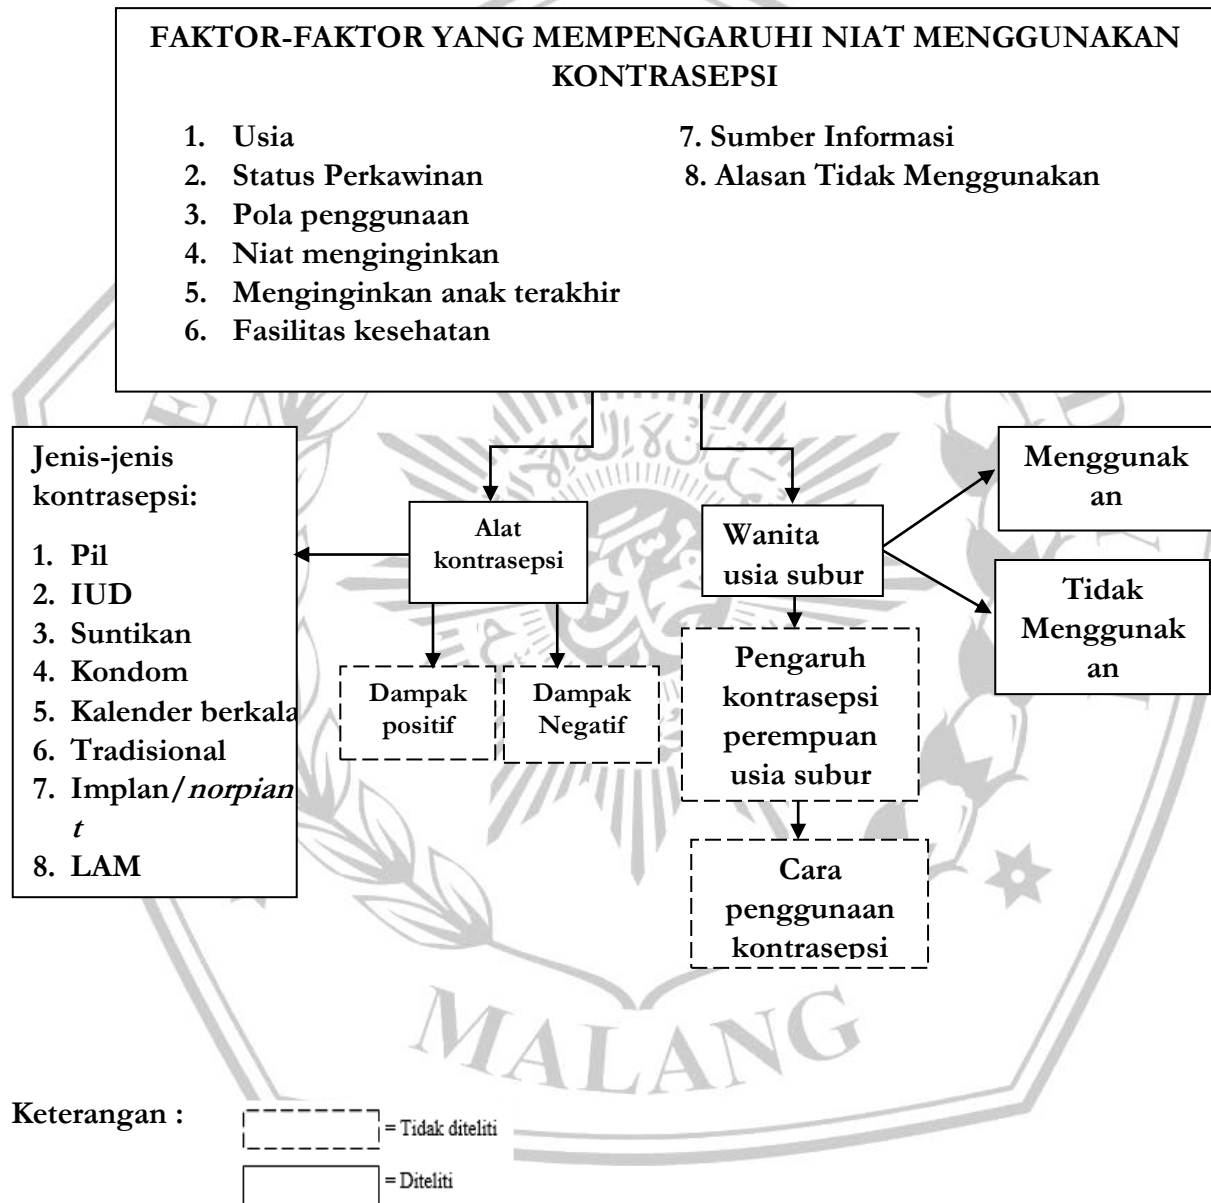 FAKTOR-FAKTOR YANG MEMPENGARUHI NIAT MENGGUNAKAN
KONTRASEPSI
1. Usia
2. Status Perkawinan
3. Pola penggunaan
4. Niat menginginkan
5. Menginginkan anak terakhir
6. Fasilitas kesehatan
7. Sumber Informasi
8. Alasan Tidak Menggunakan
Jenis-jenis
kontrasepsi:
1. Pil
2. IUD
3. Suntikan
4. Kondom
5. Kalender berkala
6. Tradisional
7. Implan/norpian
t
8. LAM
Alat
kontrasepsi
Dampak
positif
Dampak
Negatif
Wanita
usia subur
Menggunak
an
Tidak
Menggunak
an
Pengaruh
kontrasepsi
perempuan
usia subur
Cara
penggunaan
kontrasepsi
MALANG
Keterangan :
= Tidak diteliti
= Diteliti